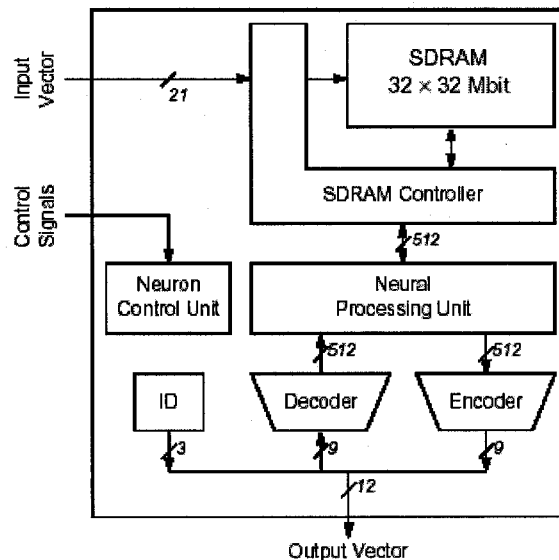 Input
Vector
21
SDRAM
32 × 32 Mbit
SDRAM Controller
Control
Signals
512
Neuron
Control Unit
Neural
Processing Unit
512
512
ID
Decoder
Encoder
3
9
9
12
Output Vector